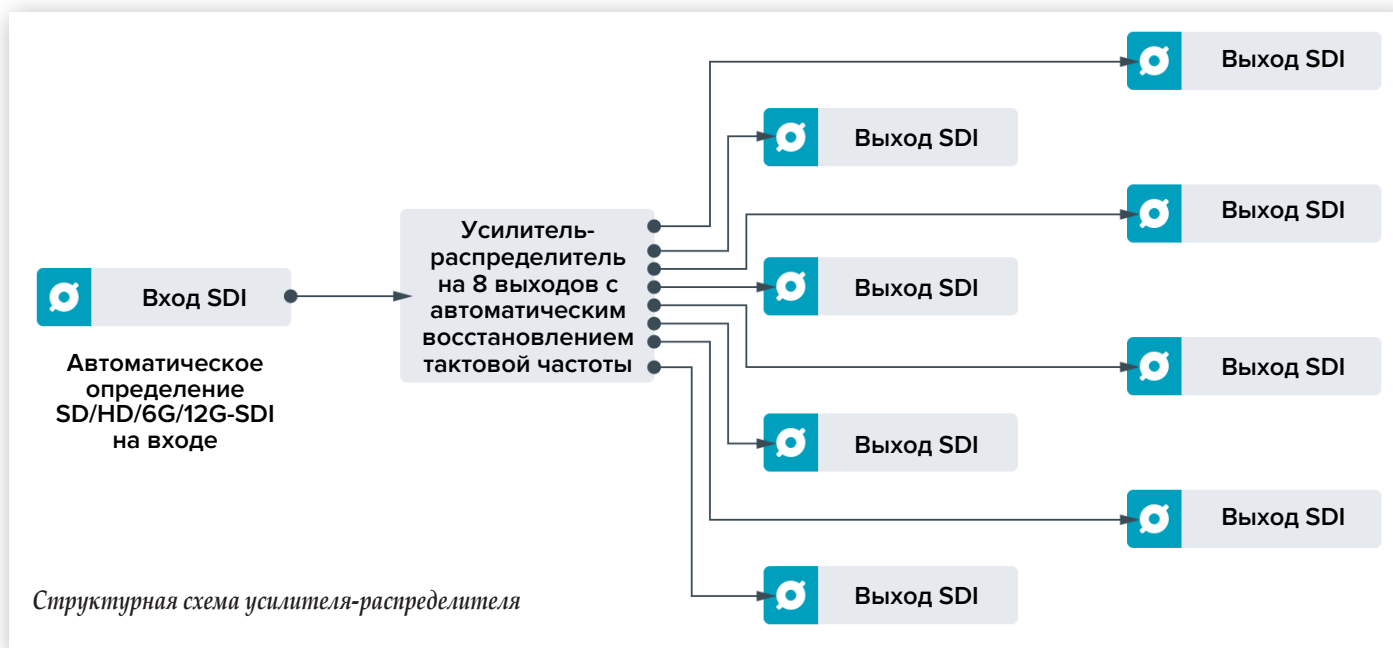 Выход SDI
Выход SDI
Выход SDI
Усилитель-
распределитель
на 8 выходов с
автоматическим
восстановлением
тактовой частоты
Вход SDI
Выход SDI
Автоматическое
определение
SD/HD/6G/12G-SDI
на входе
Выход SDI
Выход SDI
Выход SDI
Выход SDI
Структурная схема усилителя-распределителя